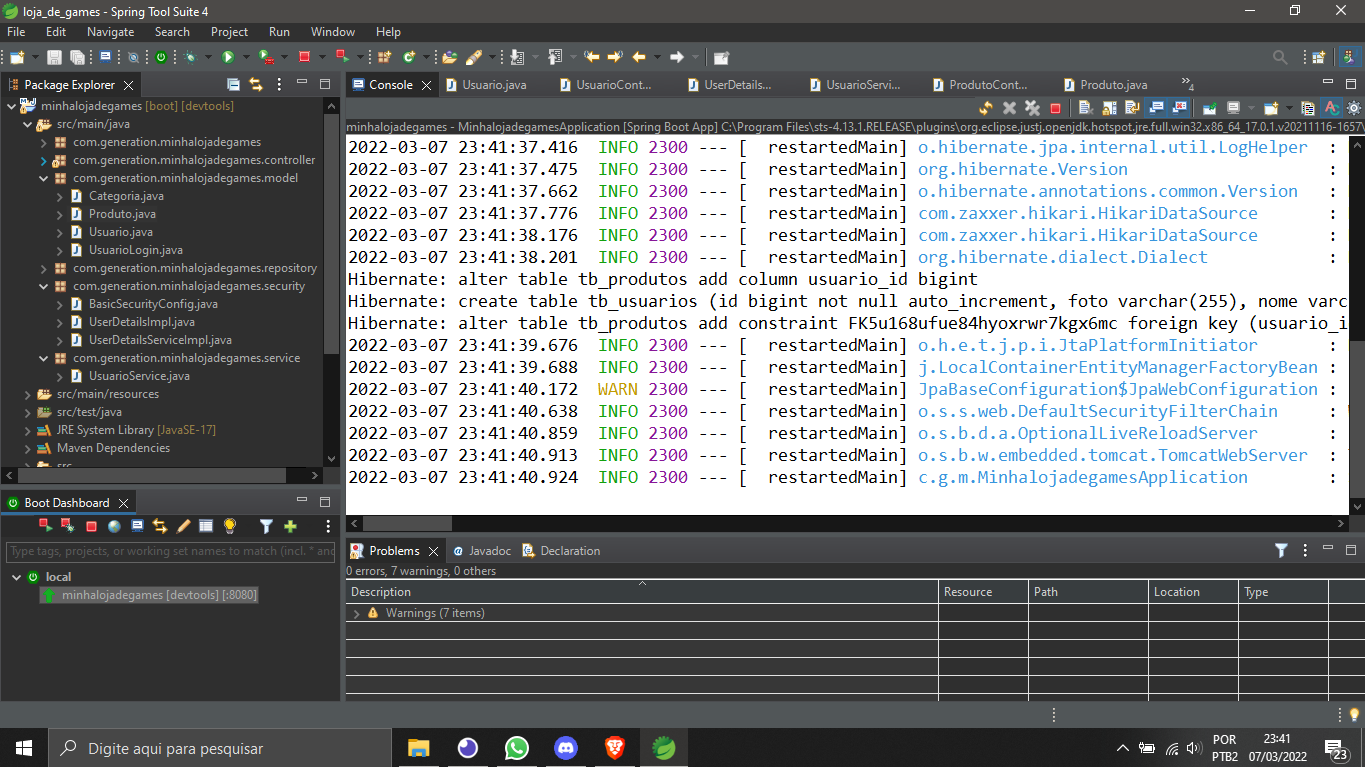 loja_de_games - Spring Tool Suite 4
File Edit Navigate Search Project Run Window Help
Package Explorer
minhalojadegames [boot] [devtools]
src/main/java
com.generation.minhalojadegames
com.generation.minhalojadegames.controller
com.generation.minhalojadegames.model
Categoria.java
Produto.java
Usuario.java
UsuarioLogin.java
com.generation.minhalojadegames.repository
com.generation.minhalojadegames.security
BasicSecurityConfig.java
UserDetailsImpl.java
UserDetailsServiceImpl.java
com.generation.minhalojadegames.service
UsuarioService.java
src/main/resources
src/test/java
JRE System Library [JavaSE-17]
Maven Dependencies
src
Boot Dashboard
Type tags, projects, or working set names to match (incl. * and
local
minhalojadegames [devtools] [:8080]
Console Usuario.java UsuarioCont... UserDetails... UsuarioServi... ProdutoCont... Produto.java 4
minhalojadegames - MinhalojadegamesApplication [Spring Boot App] C:\Program Files\sts-4.13.1.RELEASE\plugins\org.eclipse.justj.openjdk.hotspot.jre.full.win32.x86_64_17.0.1.v20211116-1657\
2022-03-07 23:41:37.416 INFO 2300 --- [ restartedMain] o.hibernate.jpa.internal.util.LogHelper :
2022-03-07 23:41:37.475 INFO 2300 --- [ restartedMain] org.hibernate.Version :
2022-03-07 23:41:37.662 INFO 2300 --- [ restartedMain] o.hibernate.annotations.common.Version :
2022-03-07 23:41:37.776 INFO 2300 --- [ restartedMain] com.zaxxer.hikari.HikariDataSource :
2022-03-07 23:41:38.176 INFO 2300 --- [ restartedMain] com.zaxxer.hikari.HikariDataSource :
2022-03-07 23:41:38.201 INFO 2300 --- [ restartedMain] org.hibernate.dialect.Dialect :
Hibernate: alter table tb_produtos add column usuario_id bigint
Hibernate: create table tb_usuarios (id bigint not null auto_increment, foto varchar(255), nome varc
Hibernate: alter table tb_produtos add constraint FK5u168ufue84hyoxrwr7kgx6mc foreign key (usuario_i
2022-03-07 23:41:39.676 INFO 2300 --- [ restartedMain] o.h.e.t.j.p.i.JtaPlatformInitiator :
2022-03-07 23:41:39.688 INFO 2300 --- [ restartedMain] j.LocalContainerEntityManagerFactoryBean :
2022-03-07 23:41:40.172 WARN 2300 --- [ restartedMain] JpaBaseConfiguration$JpaWebConfiguration :
2022-03-07 23:41:40.638 INFO 2300 --- [ restartedMain] o.s.s.web.DefaultSecurityFilterChain :
2022-03-07 23:41:40.859 INFO 2300 --- [ restartedMain] o.s.b.d.a.OptionalLiveReloadServer :
2022-03-07 23:41:40.913 INFO 2300 --- [ restartedMain] o.s.b.w.embedded.tomcat.TomcatWebServer :
2022-03-07 23:41:40.924 INFO 2300 --- [ restartedMain] c.g.m.MinhalojadegamesApplication :
Problems Javadoc Declaration
0 errors, 7 warnings, 0 others
Description Resource Path Location Type
Warnings (7 items)
Digite aqui para pesquisar
POR
PTB2
23:41
07/03/2022
23